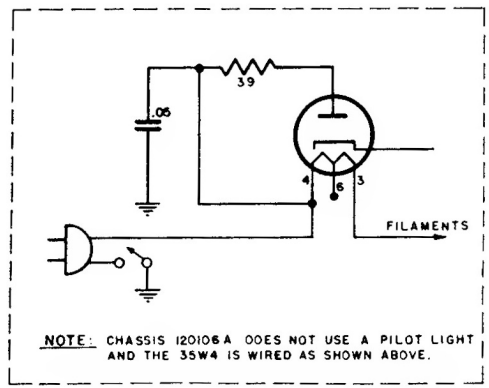 39
.05
4
6
3
FILAMENTS
NOTE: CHASSIS 120106A DOES NOT USE A PILOT LIGHT
AND THE 35W4 IS WIRED AS SHOWN ABOVE.